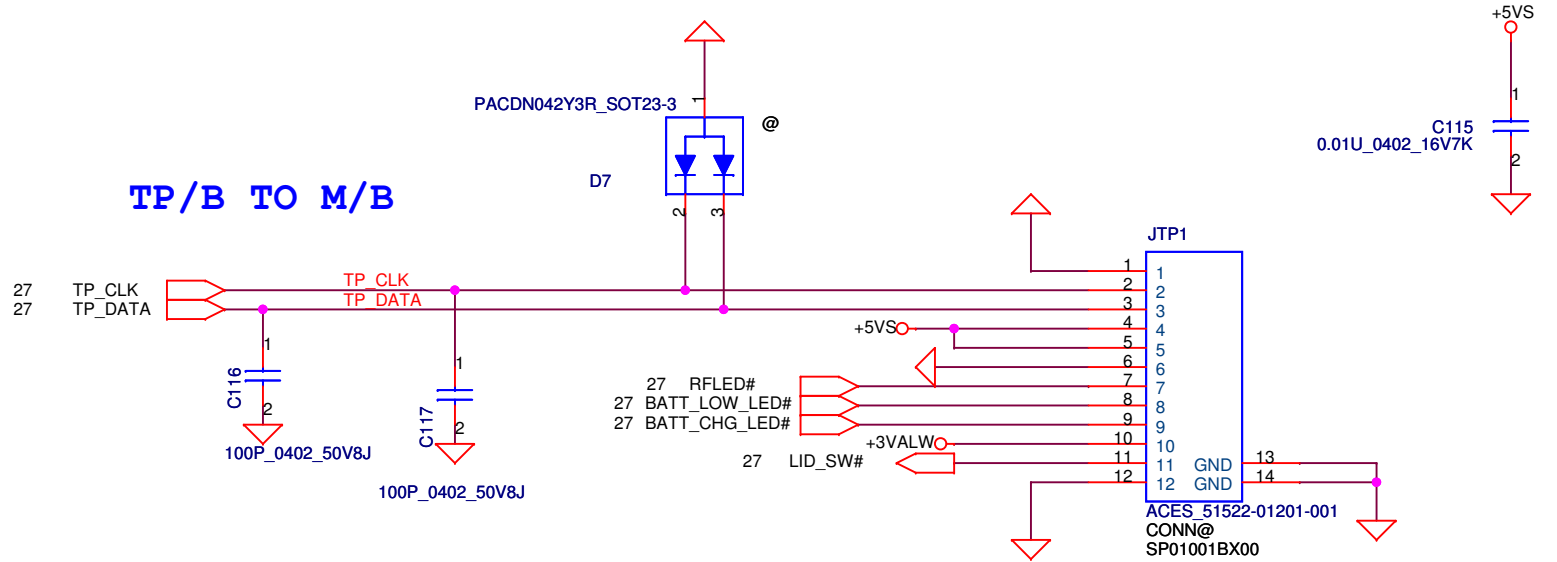 +5VS
PACDN042Y3R_SOT23-3
1
@
1
C115
0.01U_0402_16V7K
2
D7
TP/B TO M/B
2
3
JTP1
27 TP_CLK
TP_CLK
27 TP_DATA
TP_DATA
1 1
2 2
3 3
+5VS
4 4
5 5
6 6
27 RFLED#
7 7
27 BATT_LOW_LED#
8 8
27 BATT_CHG_LED#
9 9
+3VALW
10 10
27 LID_SW#
11 11 GND 13
12 12 GND 14
1
C116
2
100P_0402_50V8J
1
C117
2
100P_0402_50V8J
ACES_51522-01201-001
CONN@
SP01001BX00